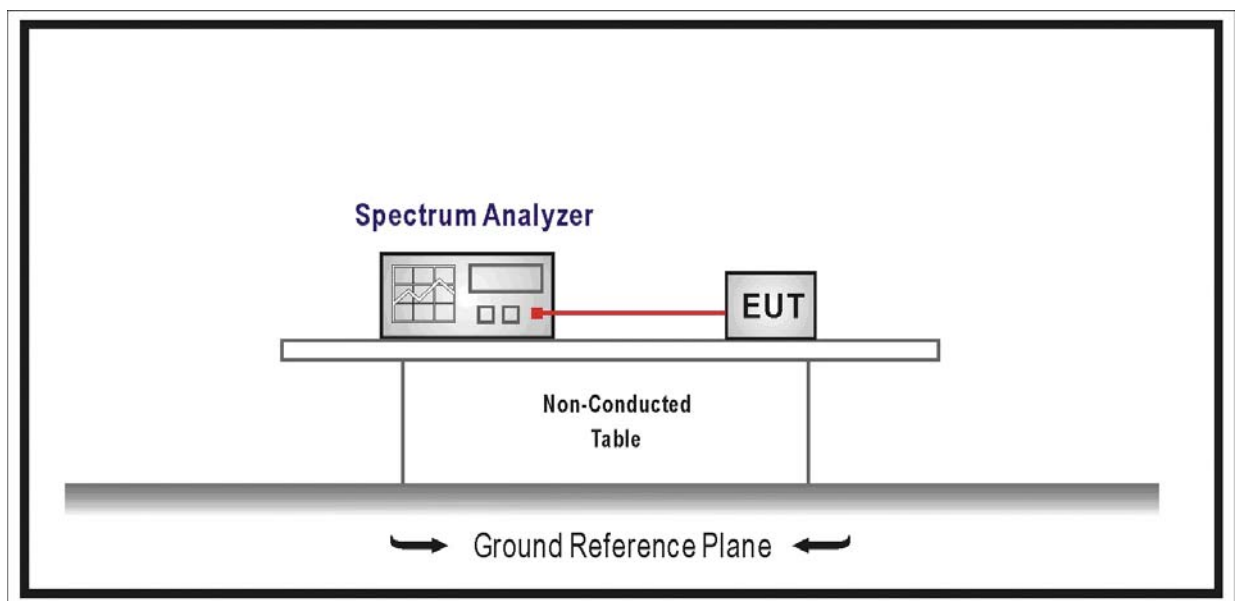 Spectrum Analyzer
EUT
Non-Conducted
Table
Ground Reference Plane